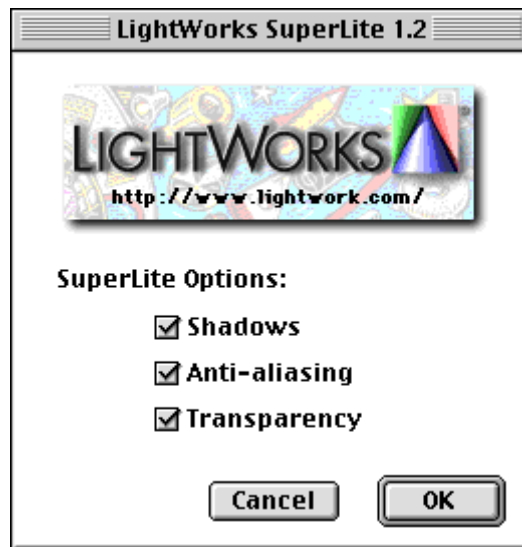 LightWorks SuperLite 1.2
LIGHTWORKS
http://www.lightwork.com/
SuperLite Options:
Shadows
Anti-aliasing
Transparency
Cancel OK